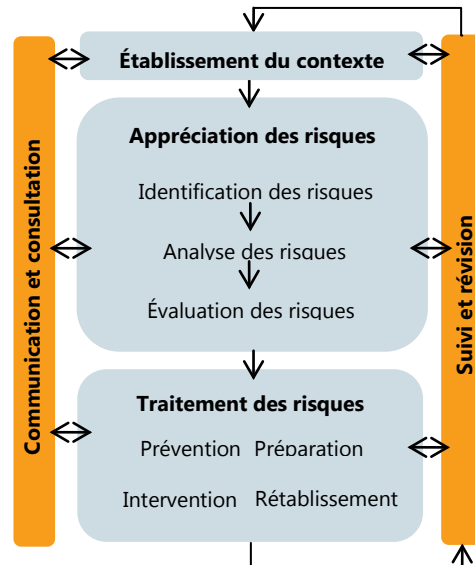 Établissement du contexte
Appréciation des risques
Identification des risques
Analyse des risques
Évaluation des risques
Traitement des risques
Prévention Préparation
Intervention Rétablissement
Communication et consultation
Suivi et révision